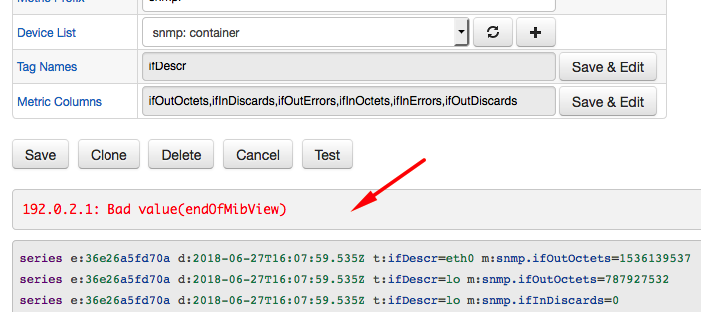 Device List snmp: container
Tag Names ifDescr Save & Edit
Metric Columns ifOutOctets,ifInDiscards,ifOutErrors,ifInOctets,ifInErrors,ifOutDiscards Save & Edit
Save Clone Delete Cancel Test
192.0.2.1: Bad value(endOfMibView)
series e:36e26a5fd70a d:2018-06-27T16:07:59.535Z t:ifDescr=eth0 m:snmp.ifOutOctets=1536139537
series e:36e26a5fd70a d:2018-06-27T16:07:59.535Z t:ifDescr=lo m:snmp.ifOutOctets=787927532
series e:36e26a5fd70a d:2018-06-27T16:07:59.535Z t:ifDescr=lo m:snmp.ifInDiscards=0